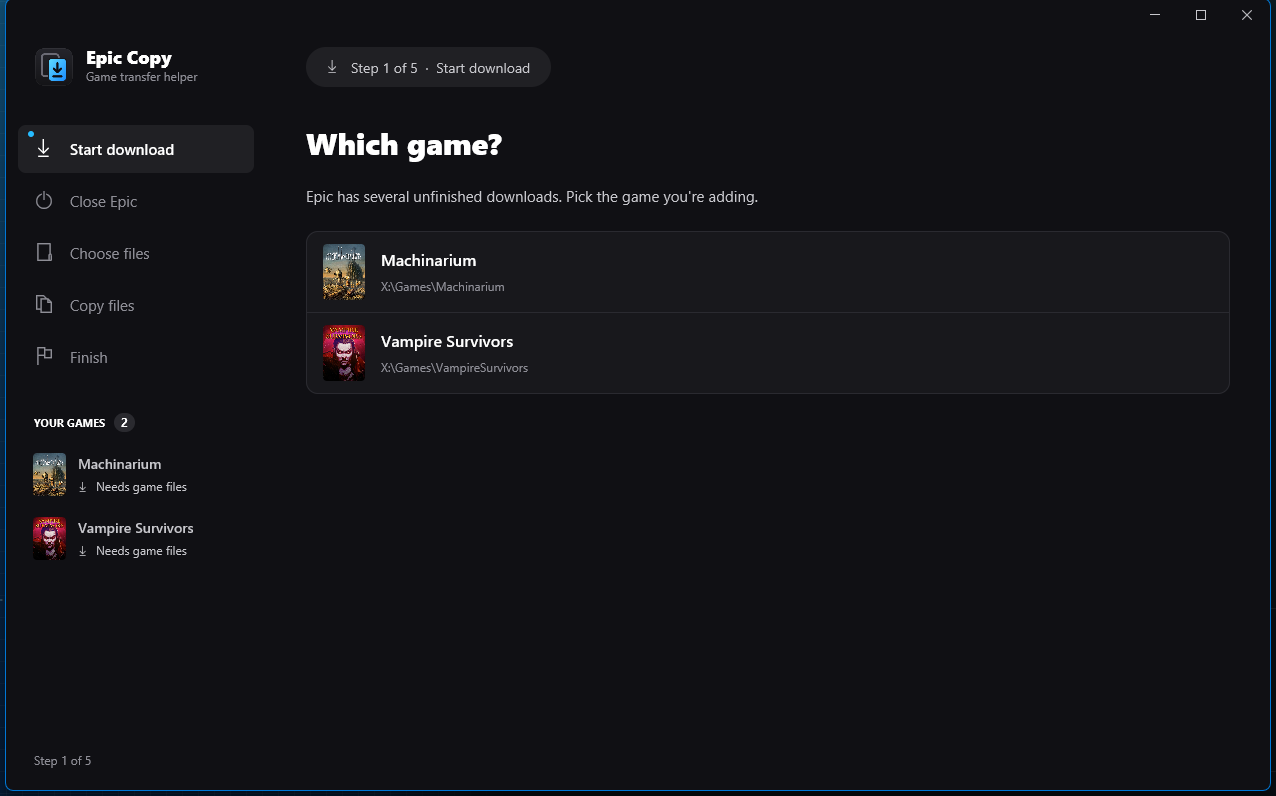 Epic Copy
Game transfer helper
Step 1 of 5 · Start download
Start download
Close Epic
Choose files
Copy files
Finish
YOUR GAMES 2
Machinarium
Needs game files
Vampire Survivors
Needs game files
Step 1 of 5
Which game?
Epic has several unfinished downloads. Pick the game you're adding.
Machinarium
X:\Games\Machinarium
Vampire Survivors
X:\Games\VampireSurvivors